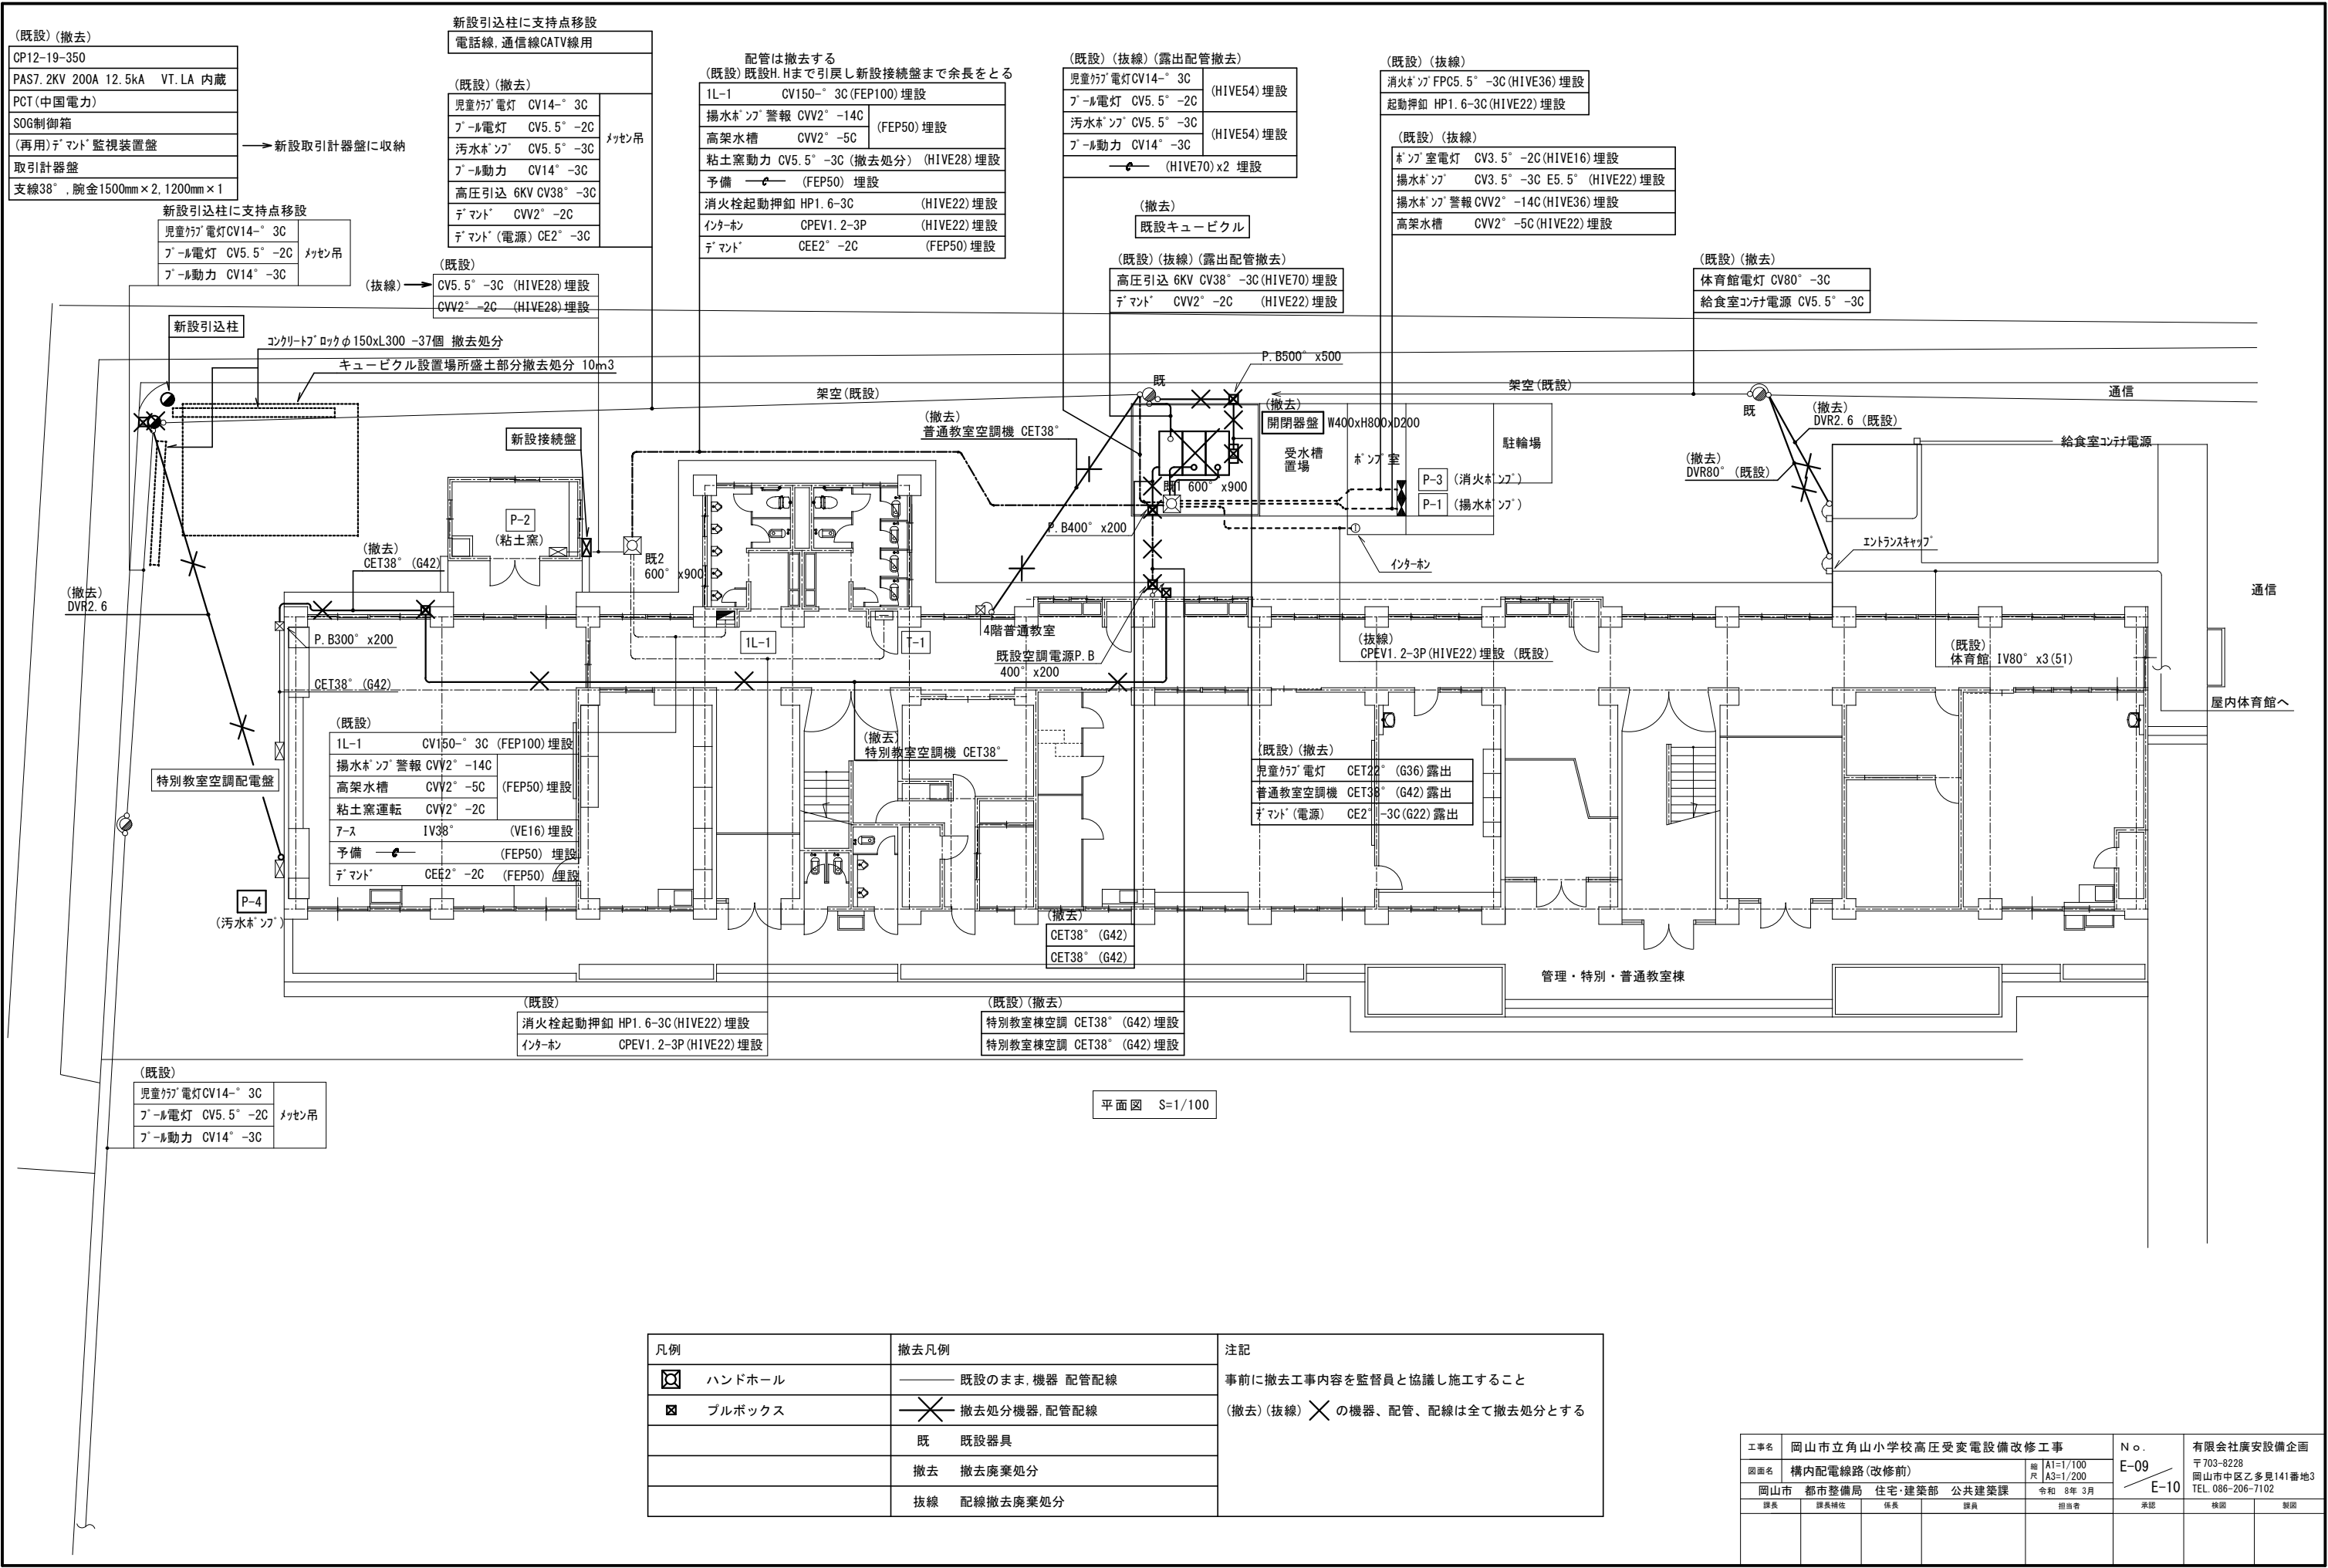 (既設)(撤去)
CP12-19-350
PAS7.2KV 200A 12.5kA VT.LA 内蔵
PCT(中国電力)
SOG制御箱
(再用)ﾃﾞﾏﾝﾄﾞ監視装置盤
新設取引計器盤に収納
取引計器盤
支線38°,腕金1500mm×2,1200mm×1
新設引込柱に支持点移設
児童ｸﾗﾌﾞ電灯CV14-°3C
ﾌﾟｰﾙ電灯 CV5.5°-2C
ﾒｯｾﾝ吊
ﾌﾟｰﾙ動力 CV14°-3C
新設引込柱に支持点移設
電話線,通信線CATV線用
(既設)(撤去)
児童ｸﾗﾌﾞ電灯 CV14-°3C
ﾌﾟｰﾙ電灯 CV5.5°-2C
ﾒｯｾﾝ吊
汚水ﾎﾟﾝﾌﾟ CV5.5°-3C
ﾌﾟｰﾙ動力 CV14°-3C
高圧引込 6KV CV38°-3C
ﾃﾞﾏﾝﾄﾞ CVV2°-2C
ﾃﾞﾏﾝﾄﾞ(電源)CE2°-3C
(既設)
(抜線)
CV5.5°-3C (HIVE28)埋設
CVV2°-2C (HIVE28)埋設
配管は撤去する
(既設)既設H.Hまで引戻し新設接続盤まで余長をとる
1L-1 CV150-°3C(FEP100)埋設
揚水ﾎﾟﾝﾌﾟ警報 CVV2°-14C
(FEP50)埋設
高架水槽 CVV2°-5C
粘土窯動力 CV5.5°-3C(撤去処分) (HIVE28)埋設
予備 (FEP50) 埋設
消火栓起動押釦 HP1.6-3C (HIVE22)埋設
ｲﾝﾀｰﾎﾝ CPEV1.2-3P (HIVE22)埋設
ﾃﾞﾏﾝﾄﾞ CEE2°-2C (FEP50)埋設
(既設)(抜線)(露出配管撤去)
児童ｸﾗﾌﾞ電灯CV14-°3C
(HIVE54)埋設
ﾌﾟｰﾙ電灯 CV5.5°-2C
汚水ﾎﾟﾝﾌﾟ CV5.5°-3C
(HIVE54)埋設
ﾌﾟｰﾙ動力 CV14°-3C
(HIVE70)x2 埋設
(撤去)
既設キュービクル
(既設)(抜線)(露出配管撤去)
高圧引込 6KV CV38°-3C(HIVE70)埋設
ﾃﾞﾏﾝﾄﾞ CVV2°-2C (HIVE22)埋設
(既設)(抜線)
消火ﾎﾟﾝﾌﾟFPC5.5°-3C(HIVE36)埋設
起動押釦 HP1.6-3C(HIVE22)埋設
(既設)(抜線)
ﾎﾟﾝﾌﾟ室電灯 CV3.5°-2C(HIVE16)埋設
揚水ﾎﾟﾝﾌﾟ CV3.5°-3C E5.5°(HIVE22)埋設
揚水ﾎﾟﾝﾌﾟ警報CVV2°-14C(HIVE36)埋設
高架水槽 CVV2°-5C(HIVE22)埋設
(既設)(撤去)
体育館電灯 CV80°-3C
給食室ｺﾝﾃﾅ電源 CV5.5°-3C
新設引込柱
ｺﾝｸﾘｰﾄﾌﾞﾛｯｸφ150xL300 -37個 撤去処分
キュービクル設置場所盛土部分撤去処分 10m3
架空(既設)
既
P.B500°x500
架空(既設)
通信
既
(撤去)
普通教室空調機 CET38°
(撤去)
開閉器盤 W400xH800xD200
受水槽
置場
ﾎﾟﾝﾌﾟ室
駐輪場
P-3 (消火ﾎﾟﾝﾌﾟ)
P-1 (揚水ﾎﾟﾝﾌﾟ)
(撤去)
DVR2.6 (既設)
(撤去)
DVR80°(既設)
給食室ｺﾝﾃﾅ電源
ｴﾝﾄﾗﾝｽｷｬｯﾌﾟ
新設接続盤
P-2
(粘土窯)
既2
600°x900
既1 600°x900
P.B400°x200
ｲﾝﾀｰﾎﾝ
通信
(撤去)
CET38°(G42)
(撤去)
DVR2.6
P.B300°x200
CET38°(G42)
1L-1
T-1
4階普通教室
既設空調電源P.B
400°x200
(抜線)
CPEV1.2-3P(HIVE22)埋設(既設)
(既設)
体育館 IV80°x3(51)
屋内体育館へ
(既設)
1L-1 CV150-°3C (FEP100)埋設
揚水ﾎﾟﾝﾌﾟ警報 CVV2°-14C
高架水槽 CVV2°-5C
(FEP50)埋設
粘土窯運転 CVV2°-2C
ｱｰｽ IV38° (VE16)埋設
予備 (FEP50) 埋設
ﾃﾞﾏﾝﾄﾞ CEE2°-2C (FEP50) 埋設
(撤去)
特別教室空調機 CET38°
(既設)(撤去)
児童ｸﾗﾌﾞ電灯 CET22°(G36)露出
普通教室空調機 CET38°(G42)露出
ﾃﾞﾏﾝﾄﾞ(電源) CE2°-3C(G22)露出
特別教室空調配電盤
P-4
(汚水ﾎﾟﾝﾌﾟ)
(撤去)
CET38°(G42)
CET38°(G42)
管理・特別・普通教室棟
(既設)
消火栓起動押釦 HP1.6-3C(HIVE22)埋設
ｲﾝﾀｰﾎﾝ CPEV1.2-3P(HIVE22)埋設
(既設)(撤去)
特別教室棟空調 CET38°(G42)埋設
特別教室棟空調 CET38°(G42)埋設
(既設)
児童ｸﾗﾌﾞ電灯CV14-°3C
ﾌﾟｰﾙ電灯 CV5.5°-2C
ﾒｯｾﾝ吊
ﾌﾟｰﾙ動力 CV14°-3C
平面図 S=1/100
凡例
ハンドホール
プルボックス
撤去凡例
既設のまま,機器 配管配線
撤去処分機器,配管配線
既 既設器具
撤去 撤去廃棄処分
抜線 配線撤去廃棄処分
注記
事前に撤去工事内容を監督員と協議し施工すること
(撤去)(抜線) の機器、配管、配線は全て撤去処分とする
工事名 岡山市立角山小学校高圧受変電設備改修工事
図面名 構内配電線路(改修前)
縮尺 A1=1/100
A3=1/200
岡山市 都市整備局 住宅・建築部 公共建築課 令和 8年 3月
課長 課長補佐 係長 課員 担当者 承認 検図 製図
No.
E-09
E-10
有限会社廣安設備企画
〒703-8228
岡山市中区乙多見141番地3
TEL.086-206-7102